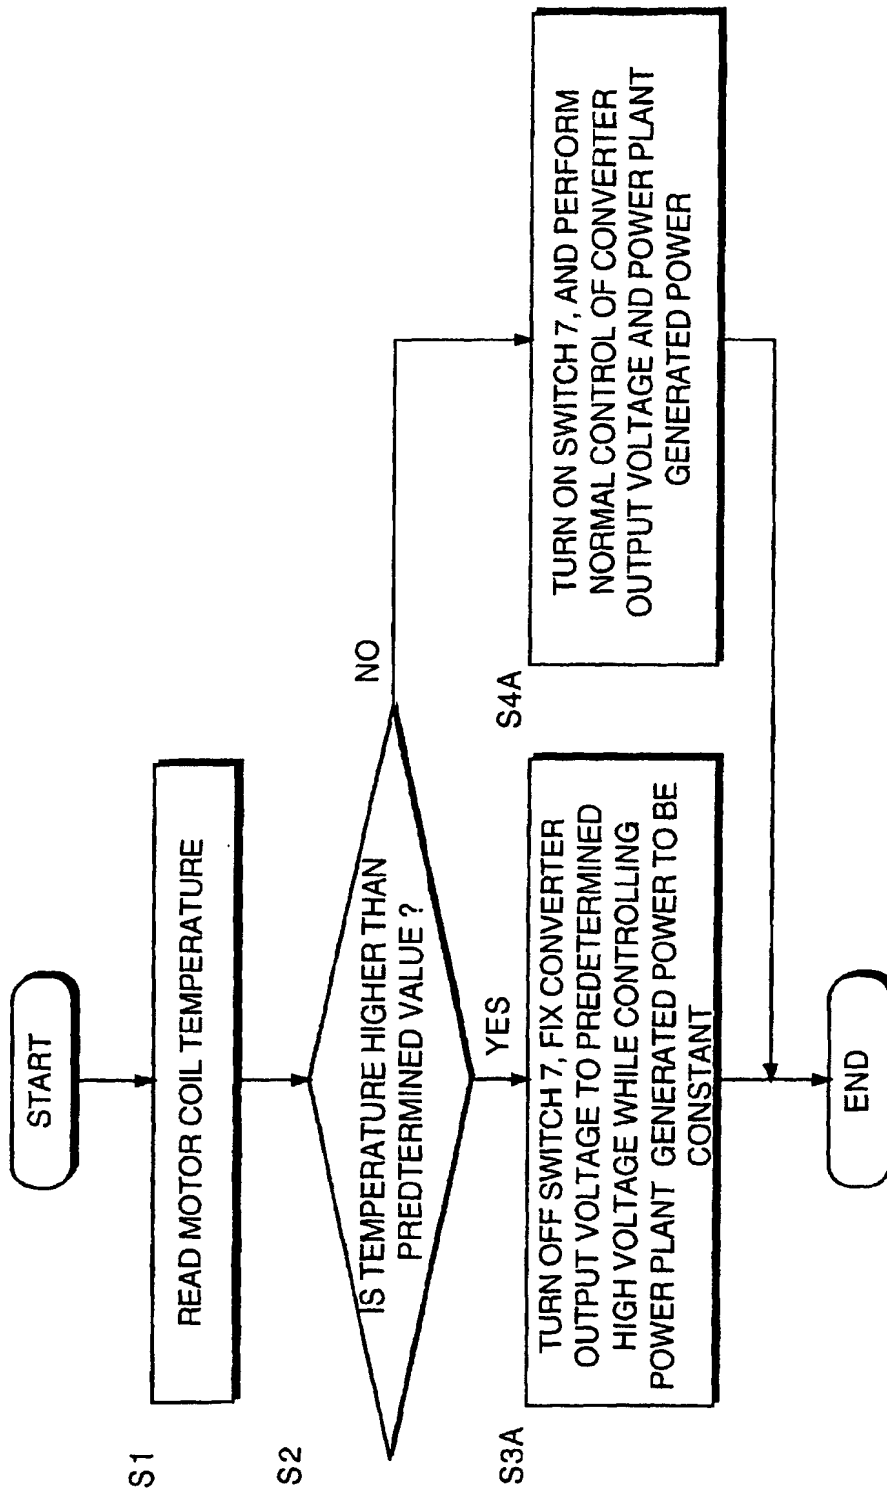 START
S1
READ MOTOR COIL TEMPERATURE
S2
IS TEMPERATURE HIGHER THAN
PREDTERMINED VALUE ?
NO
YES
S3A
TURN OFF SWITCH 7, FIX CONVERTER
OUTPUT VOLTAGE TO PREDETERMINED
HIGH VOLTAGE WHILE CONTROLLING
POWER PLANT GENERATED POWER TO BE
CONSTANT
S4A
TURN ON SWITCH 7, AND PERFORM
NORMAL CONTROL OF CONVERTER
OUTPUT VOLTAGE AND POWER PLANT
GENERATED POWER
END